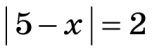 |5 − x| = 2